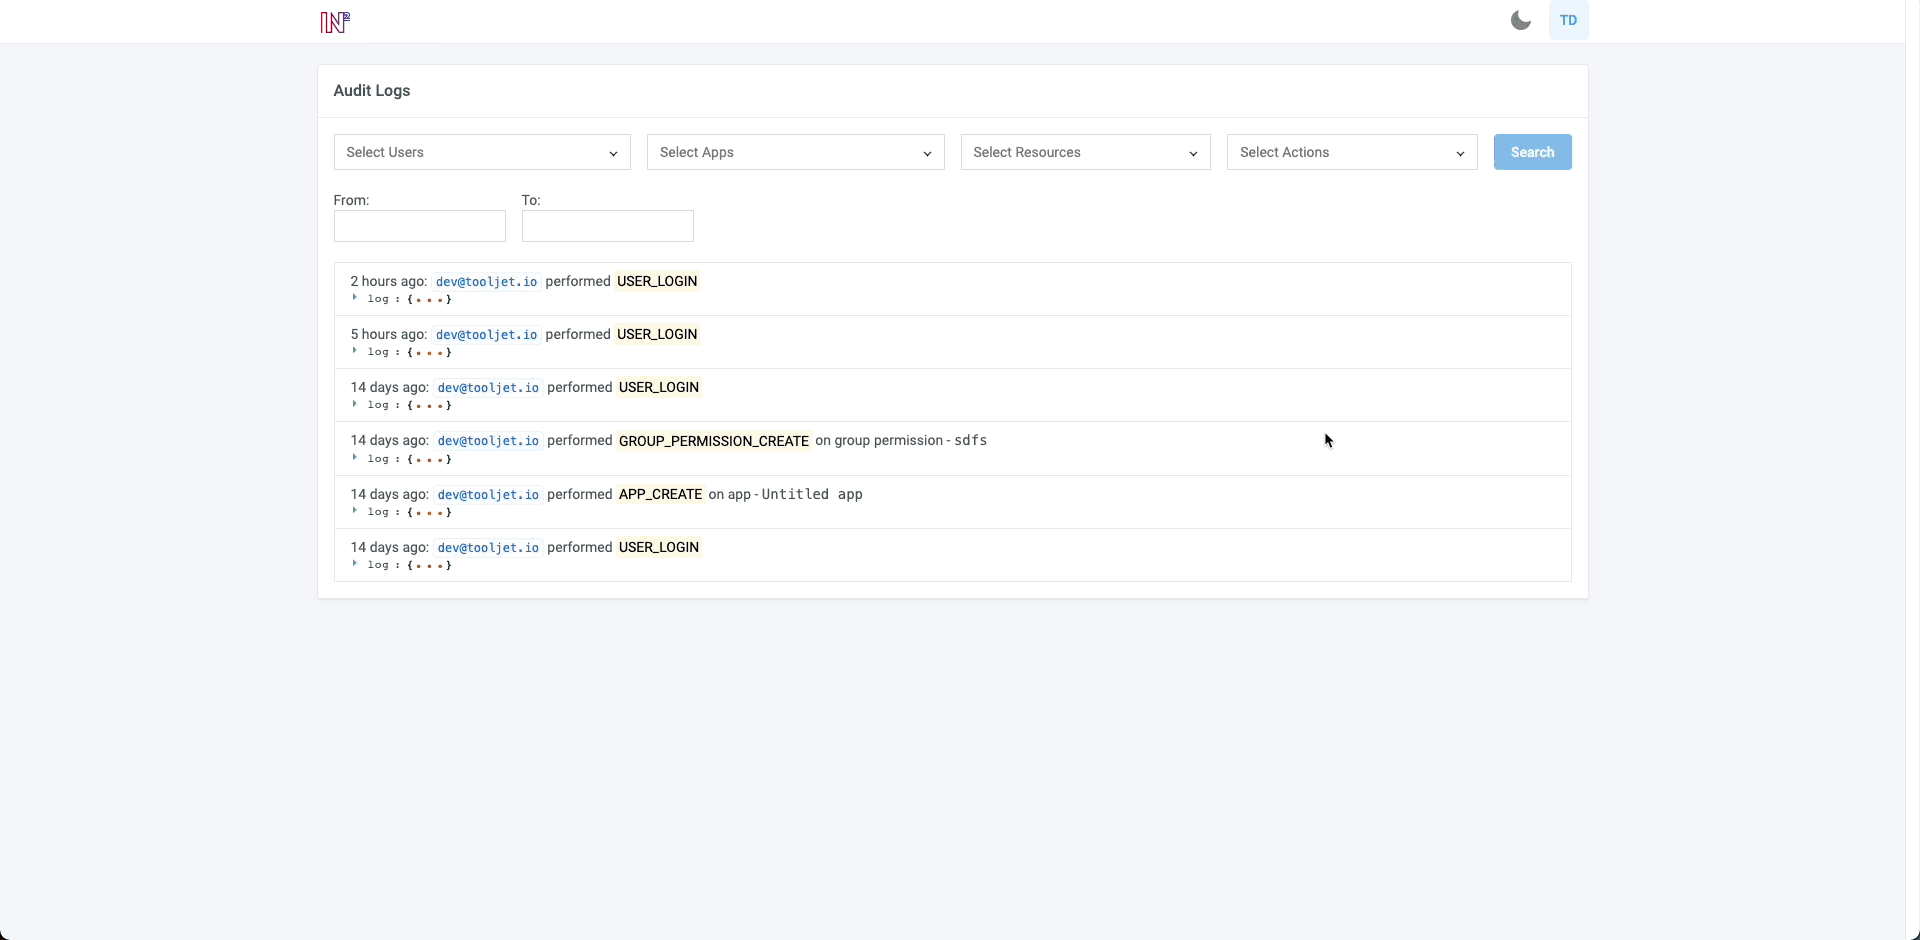 IN2
TD
Audit Logs
Select Users
Select Apps
Select Resources
Select Actions
Search
From:
To:
2 hours ago: dev@tooljet.io performed USER_LOGIN
log : {...}
5 hours ago: dev@tooljet.io performed USER_LOGIN
log : {...}
14 days ago: dev@tooljet.io performed USER_LOGIN
log : {...}
14 days ago: dev@tooljet.io performed GROUP_PERMISSION_CREATE on group permission - sdfs
log : {...}
14 days ago: dev@tooljet.io performed APP_CREATE on app - Untitled app
log : {...}
14 days ago: dev@tooljet.io performed USER_LOGIN
log : {...}